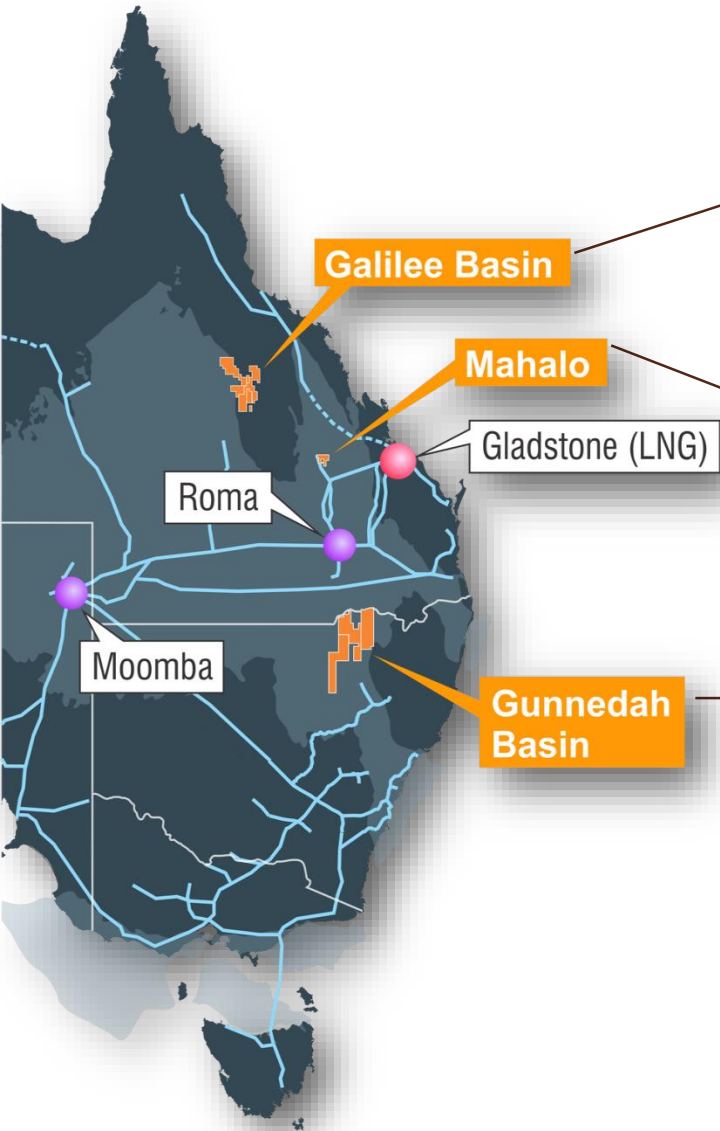 Galilee Basin
Mahalo
Gladstone (LNG)
Roma
Moomba
Gunnedah
Basin